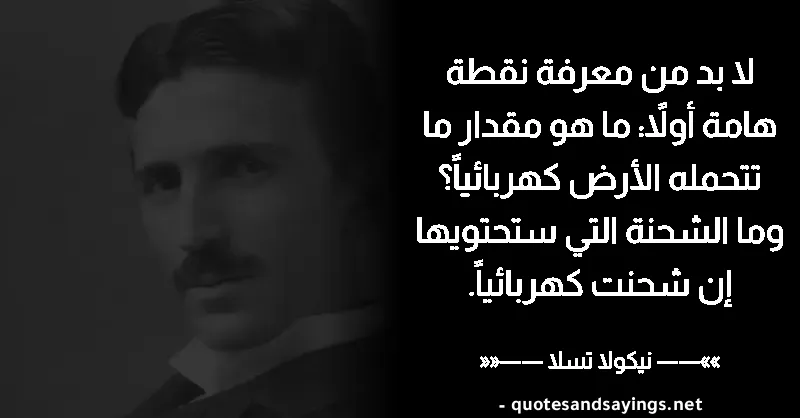 لا بد من معرفة نقطة
هامة أولًا: ما هو مقدار ما
تتحمله الأرض كهربائياً؟
وما الشحنة التي ستحتويها
إن شحنت كهربائياً.
»»—— نيكولا تسلا ——««
- quotesandsayings.net